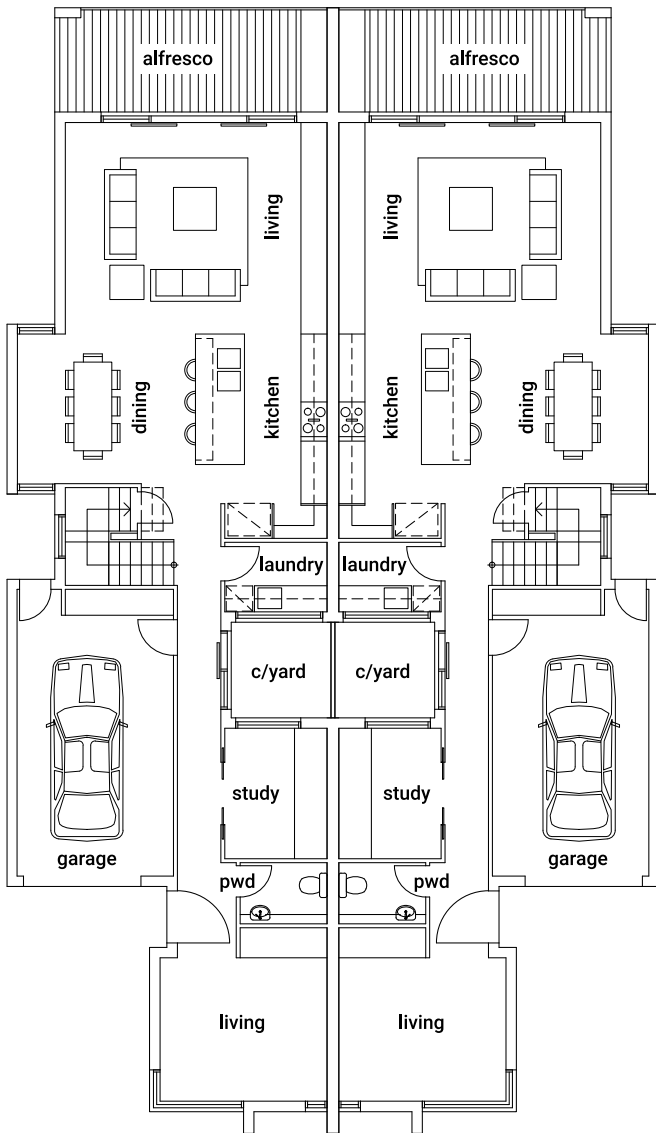 alfresco
alfresco
living
living
dining
kitchen
kitchen
dining
laundry
laundry
c/yard
c/yard
study
study
garage
garage
pwd
pwd
living
living